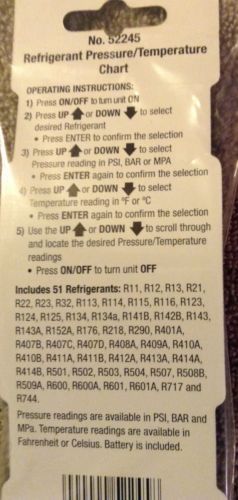 No. 52245
Refrigerant Pressure/Temperature
Chart
OPERATING INSTRUCTIONS:
1) Press ON/OFF to turn unit ON
2) Press UP ⬆ or DOWN ⬇ to select
desired Refrigerant
• Press ENTER to confirm the selection
3) Press UP ⬆ or DOWN ⬇ to select
Pressure reading in PSI, BAR or MPA
• Press ENTER again to confirm the selection
4) Press UP ⬆ or DOWN ⬇ to select
Temperature reading in °F or °C
• Press ENTER again to confirm the selection
5) Use the UP ⬆ or DOWN ⬇ to scroll through
and locate the desired Pressure/Temperature
readings
• Press ON/OFF to turn unit OFF
Includes 51 Refrigerants: R11, R12, R13, R21,
R22, R23, R32, R113, R114, R115, R116, R123,
R124, R125, R134, R134a, R141B, R142B, R143,
R143A, R152A, R176, R218, R290, R401A,
R407B, R407C, R407D, R408A, R409A, R410A,
R410B, R411A, R411B, R412A, R413A, R414A,
R414B, R501, R502, R503, R504, R507, R508B,
R509A, R600, R600A, R601, R601A, R717 and
R744.
Pressure readings are available in PSI, BAR and
MPa. Temperature readings are available in
Fahrenheit or Celsius. Battery is included.